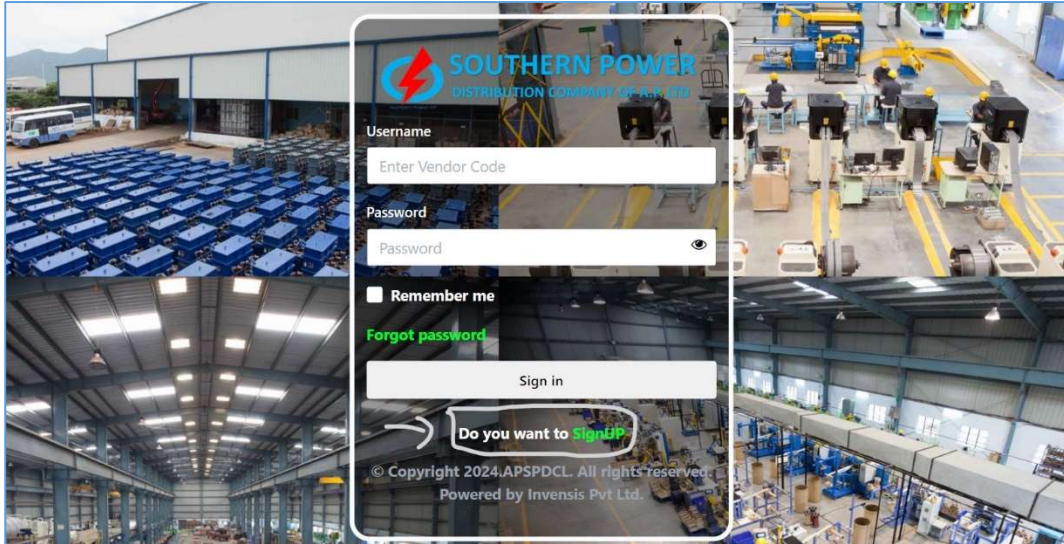 SOUTHERN POWER
DISTRIBUTION COMPANY OF A.P. LTD
Username
Enter Vendor Code
Password
Password
Remember me
Forgot password
Sign in
Do you want to SignUP
© Copyright 2024.APSPDCL. All rights reserved.
Powered by Invensis Pvt Ltd.